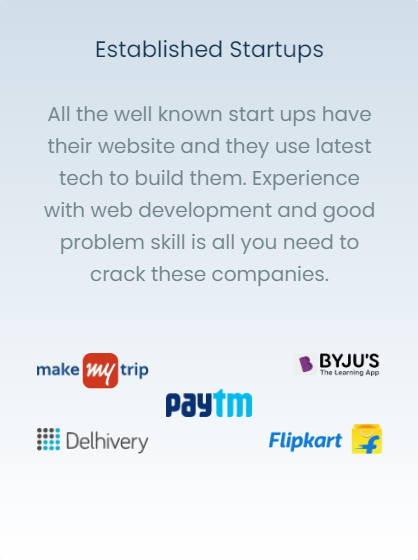 Established Startups
All the well known start ups have
their website and they use latest
tech to build them. Experience
with web development and good
problem skill is all you need to
crack these companies.
make my trip
BYJU'S
The Learning App
paytm
Delhivery
Flipkart